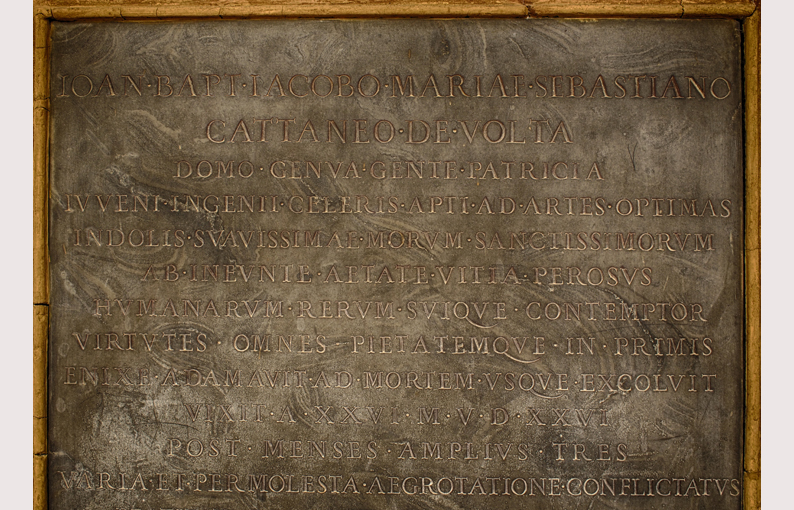 IOAN·BAPT·IACOBO·MARIAE·SEBASTIANO
CATTANEO·DE·VOLTA
DOMO·GENVA·GENTE·PATRICIA
IVVENI·INGENII·CELERIS·APTI·AD·ARTES·OPTIMAS
INDOLIS·SVAVISSIMAE·MORVM·SANCTISSIMORVM
AB·INEVNTE·AETATE·VITIA·PEROSVS
HVMANARVM·RERVM·SVIQVE·CONTEMPTOR
VIRTVTES·OMNES·PIETATEMQVE·IN·PRIMIS
ENIXE·ADAMAVIT·AD·MORTEM·VSQVE·EXCOLVIT
VIXIT·A·XXVI·M·V·D·XXVI
POST·MENSES·AMPLIVS·TRES
VARIA·ET·PERMOLESTA·AEGROTATIONE·CONFLICTATVS